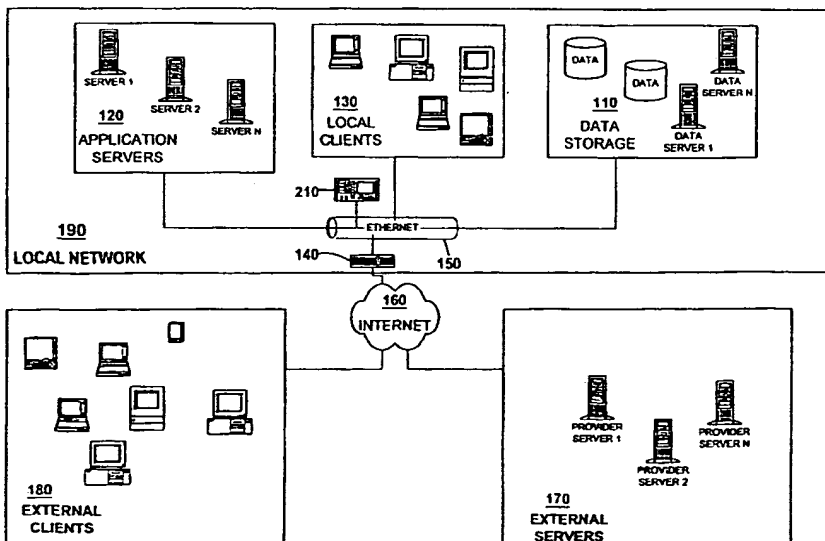 SERVER 1
SERVER 2
SERVER N
120
APPLICATION
SERVERS
130
LOCAL
CLIENTS
DATA
DATA
DATA
SERVER N
110
DATA
STORAGE
DATA
SERVER 1
210
ETHERNET
190
LOCAL NETWORK
140
150
160
INTERNET
180
EXTERNAL
CLIENTS
PROVIDER
SERVER 1
PROVIDER
SERVER 2
PROVIDER
SERVER N
170
EXTERNAL
SERVERS